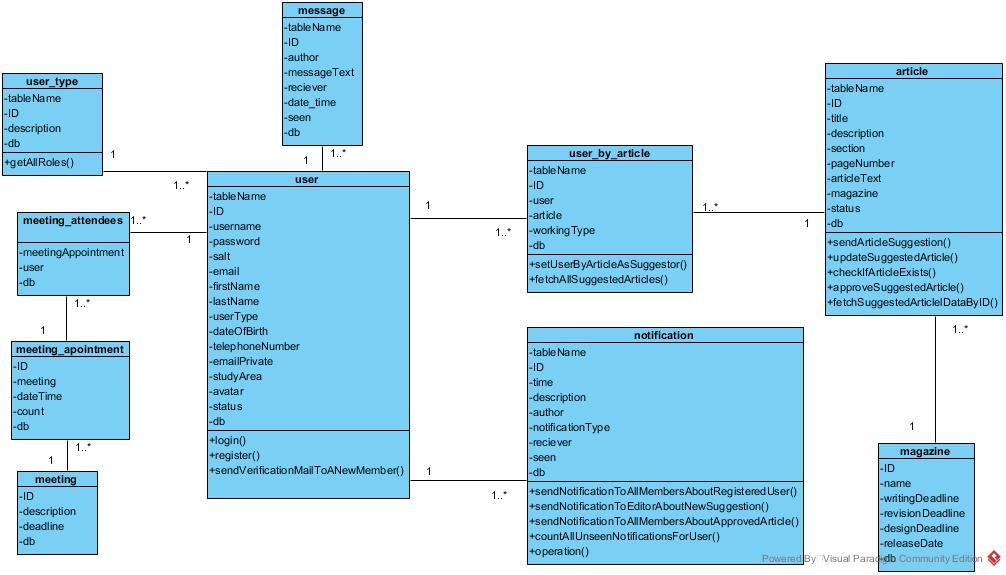 message
-tableName
-ID
-author
-messageText
-reciever
-date_time
-seen
-db
1
1..*
user_type
-tableName
-ID
-description
-db
+getAllRoles()
1
1..*
meeting_attendees
-meetingAppointment
-user
-db
1..*
1
1..*
1
meeting_apointment
-ID
-meeting
-dateTime
-count
-db
1..*
1
meeting
-ID
-description
-deadline
-db
user
-tableName
-ID
-username
-password
-salt
-email
-firstName
-lastName
-userType
-dateOfBirth
-telephoneNumber
-emailPrivate
-studyArea
-avatar
-status
-db
+login()
+register()
+sendVerificationMailToANewMember()
1
1..*
1
1..*
user_by_article
-tableName
-ID
-user
-article
-workingType
-db
+setUserByArticleAsSuggestor()
+fetchAllSuggestedArticles()
1..*
1
notification
-tableName
-ID
-time
-description
-author
-notificationType
-reciever
-seen
-db
+sendNotificationToAllMembersAboutRegisteredUser()
+sendNotificationToEditorAboutNewSuggestion()
+sendNotificationToAllMembersAboutApprovedArticle()
+countAllUnseenNotificationsForUser()
+operation()
article
-tableName
-ID
-title
-description
-section
-pageNumber
-articleText
-magazine
-status
-db
+sendArticleSuggestion()
+updateSuggestedArticle()
+checkIfArticleExists()
+approveSuggestedArticle()
+fetchSuggestedArticlelDataByID()
1..*
1
magazine
-ID
-name
-writingDeadline
-revisionDeadline
-designDeadline
-releaseDate
-db
Powered By Visual Paradigm Community Edition